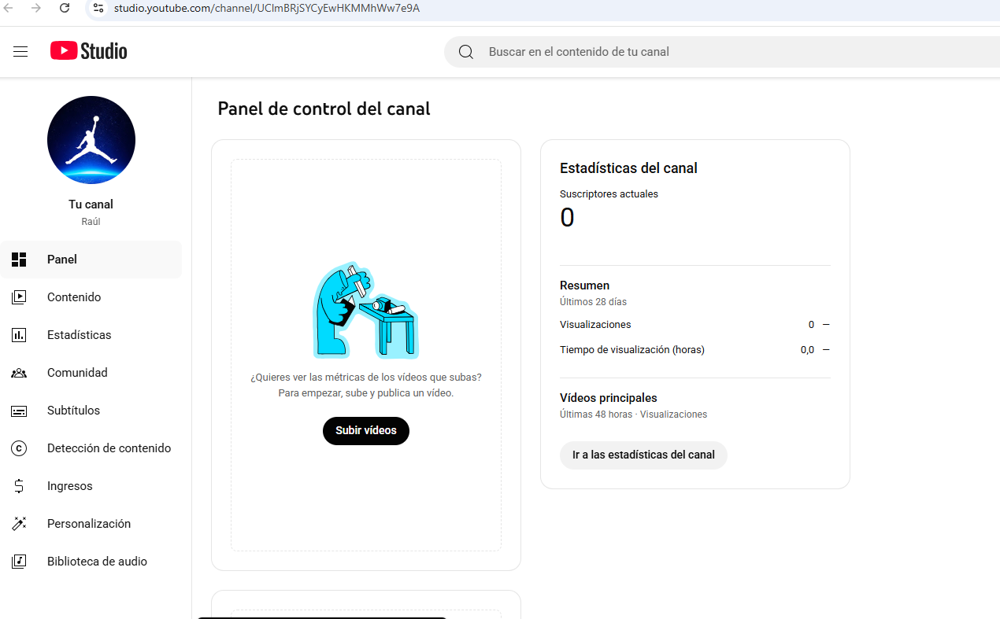 studio.youtube.com/channel/UClmBRjSYCyEwHKMMhWw7e9A
Studio
Buscar en el contenido de tu canal
Tu canal
Raúl
Panel
Contenido
Estadísticas
Comunidad
Subtítulos
Detección de contenido
Ingresos
Personalización
Biblioteca de audio
Panel de control del canal
¿Quieres ver las métricas de los vídeos que subas?
Para empezar, sube y publica un vídeo.
Subir vídeos
Estadísticas del canal
Suscriptores actuales
0
Resumen
Últimos 28 días
Visualizaciones 0 —
Tiempo de visualización (horas) 0,0 —
Vídeos principales
Últimas 48 horas · Visualizaciones
Ir a las estadísticas del canal